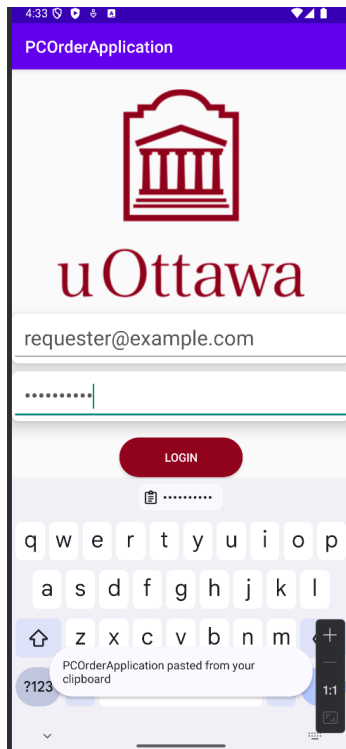 4:33
PCOrderApplication
uOttawa
requester@example.com
••••••••••
LOGIN
••••••••••
q w e r t y u i o p
a s d f g h j k l
z x c v b n m
?123
PCOrderApplication pasted from your
clipboard
1:1